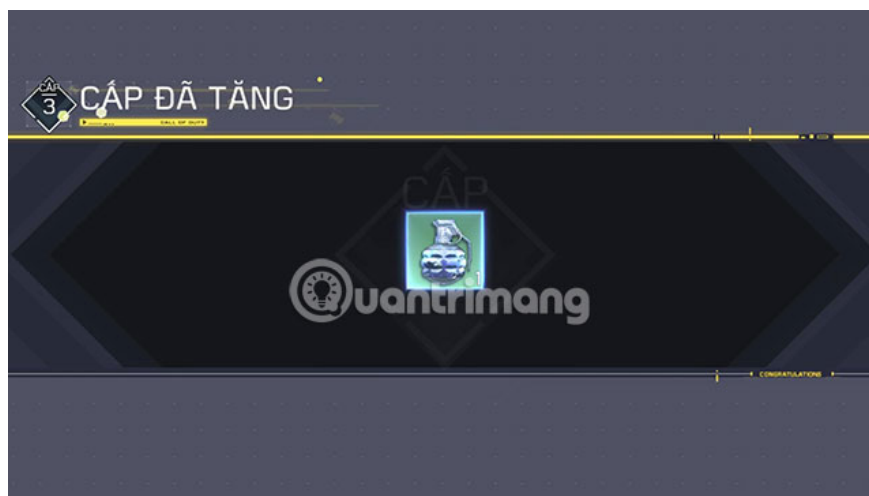 CẤP
3
CẤP ĐÃ TĂNG
CALL OF DUTY
CẤP
1
Quantrimang
CONGRATULATIONS